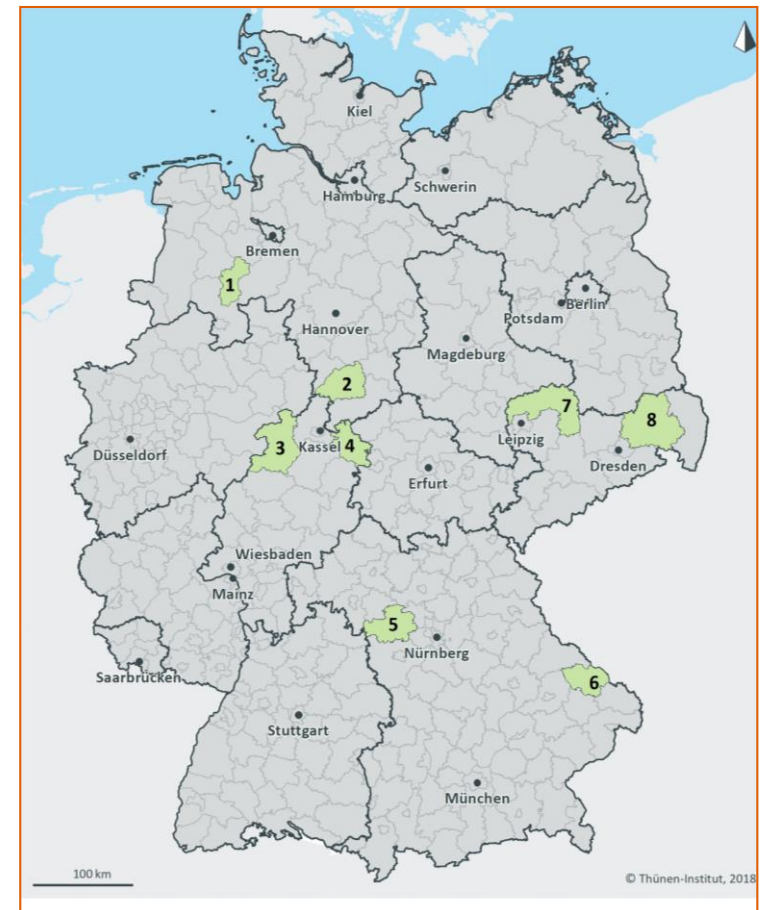 Kiel
Schwerin
Hamburg
Bremen
1
Berlin
Potsdam
Hannover
Magdeburg
2
7
8
3
Kassel
4
Leipzig
Düsseldorf
Dresden
Erfurt
Wiesbaden
Mainz
5
Nürnberg
Saarbrücken
6
Stuttgart
München
100 km
© Thünen-Institut, 2018